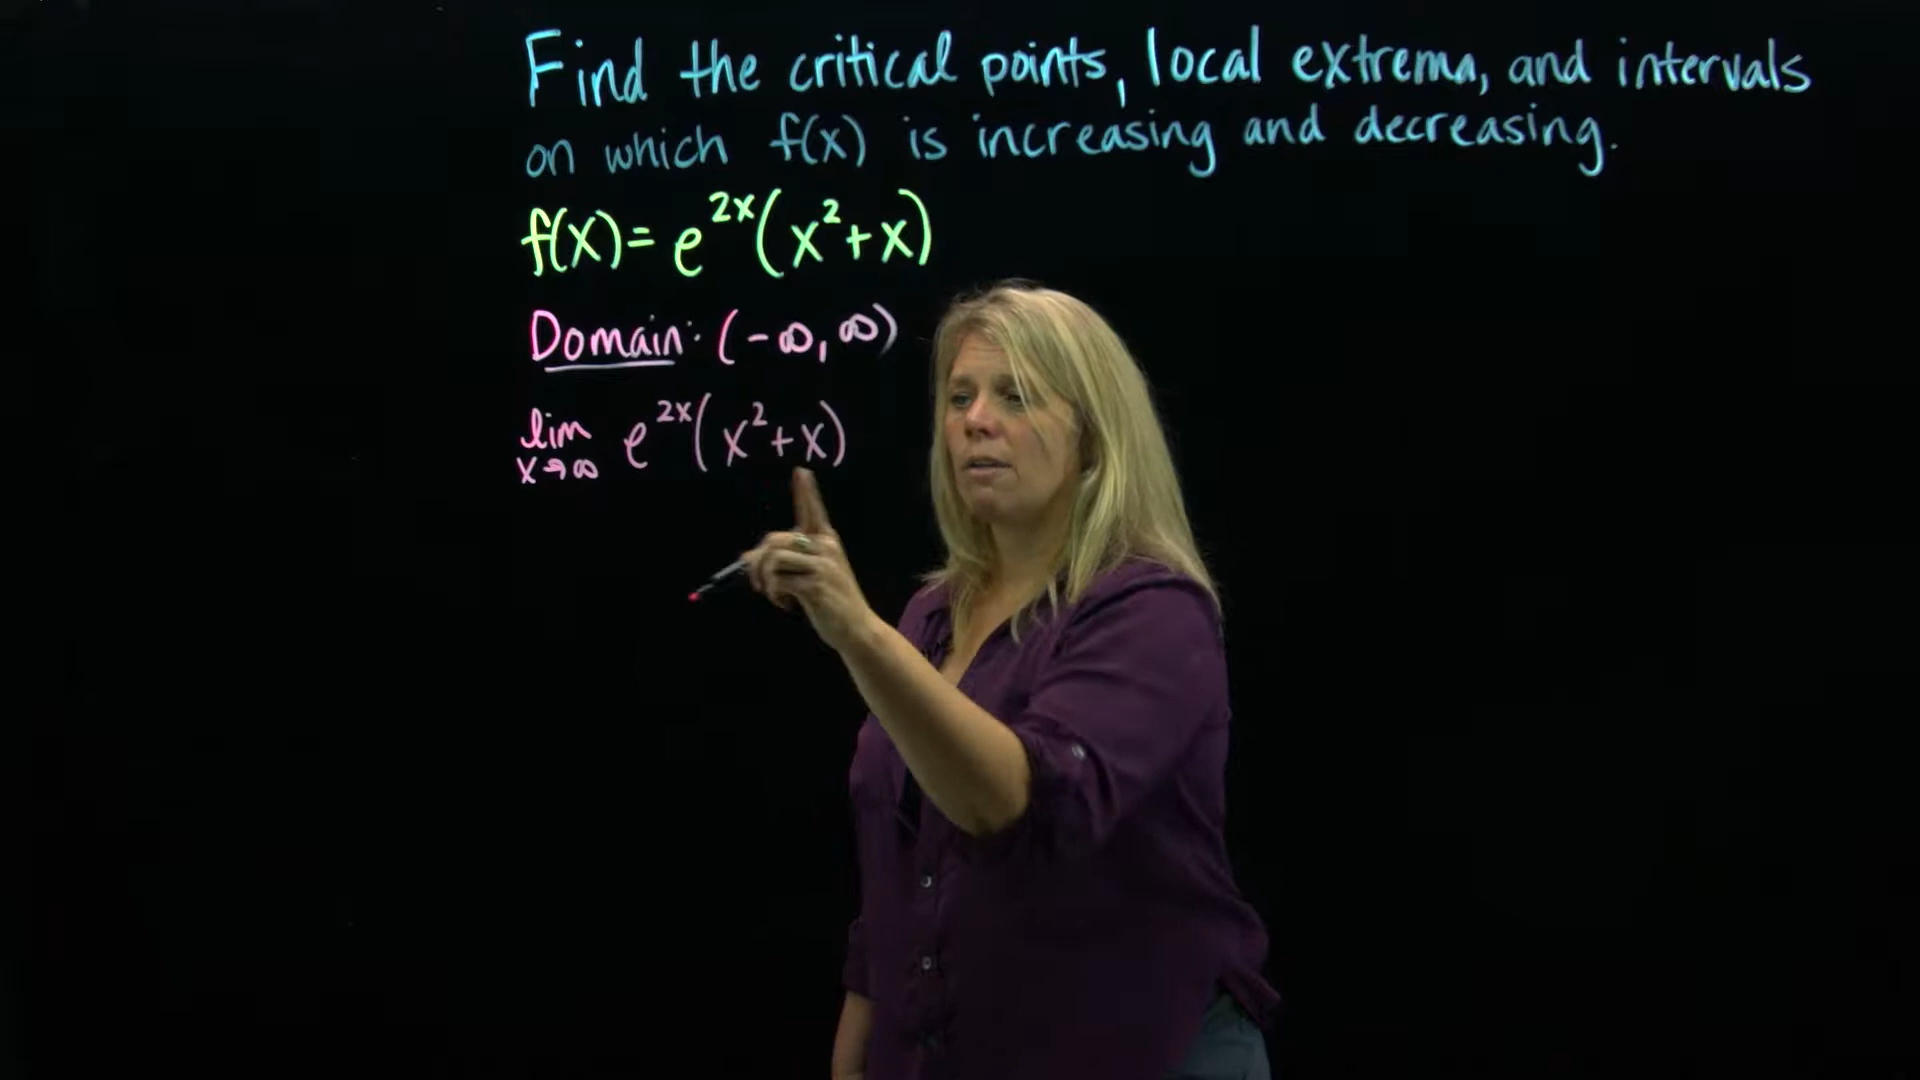 Find the critical points, local extrema, and intervals
on which f(x) is increasing and decreasing.
f(x) = e^{2x}(x^2+x)
Domain: (-∞, ∞)
lim_{x→∞} e^{2x}(x^2+x)